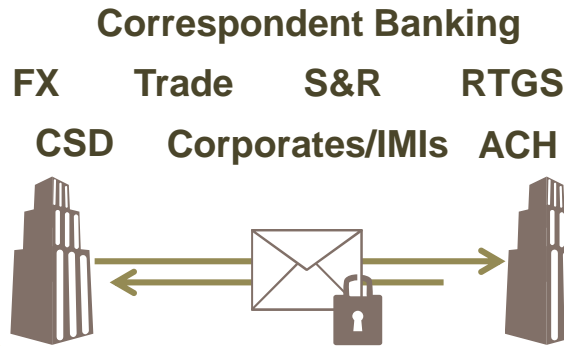 Correspondent Banking
FX Trade S&R RTGS
CSD Corporates/IMIs ACH